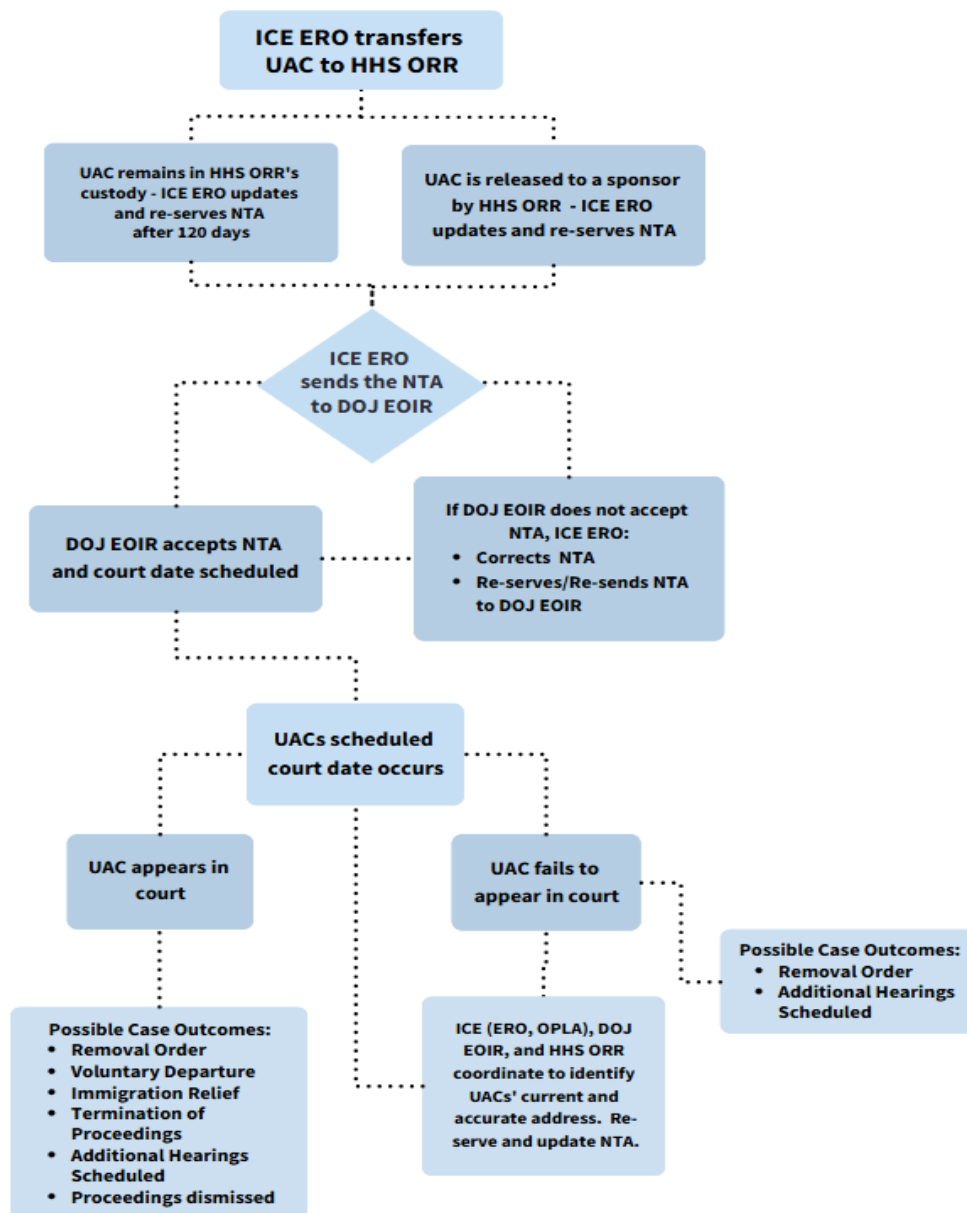 ICE ERO transfers
UAC to HHS ORR
UAC remains in HHS ORR's
custody - ICE ERO updates
and re-serves NTA
after 120 days
UAC is released to a sponsor
by HHS ORR - ICE ERO
updates and re-serves NTA
ICE ERO
sends the NTA
to DOJ EOIR
DOJ EOIR accepts NTA
and court date scheduled
If DOJ EOIR does not accept
NTA, ICE ERO:
• Corrects NTA
• Re-serves/Re-sends NTA
to DOJ EOIR
UACs scheduled
court date occurs
UAC appears in
court
UAC fails to
appear in court
Possible Case Outcomes:
• Removal Order
• Additional Hearings
Scheduled
Possible Case Outcomes:
• Removal Order
• Voluntary Departure
• Immigration Relief
• Termination of
Proceedings
• Additional Hearings
Scheduled
• Proceedings dismissed
ICE (ERO, OPLA), DOJ
EOIR, and HHS ORR
coordinate to identify
UACs' current and
accurate address. Re-
serve and update NTA.